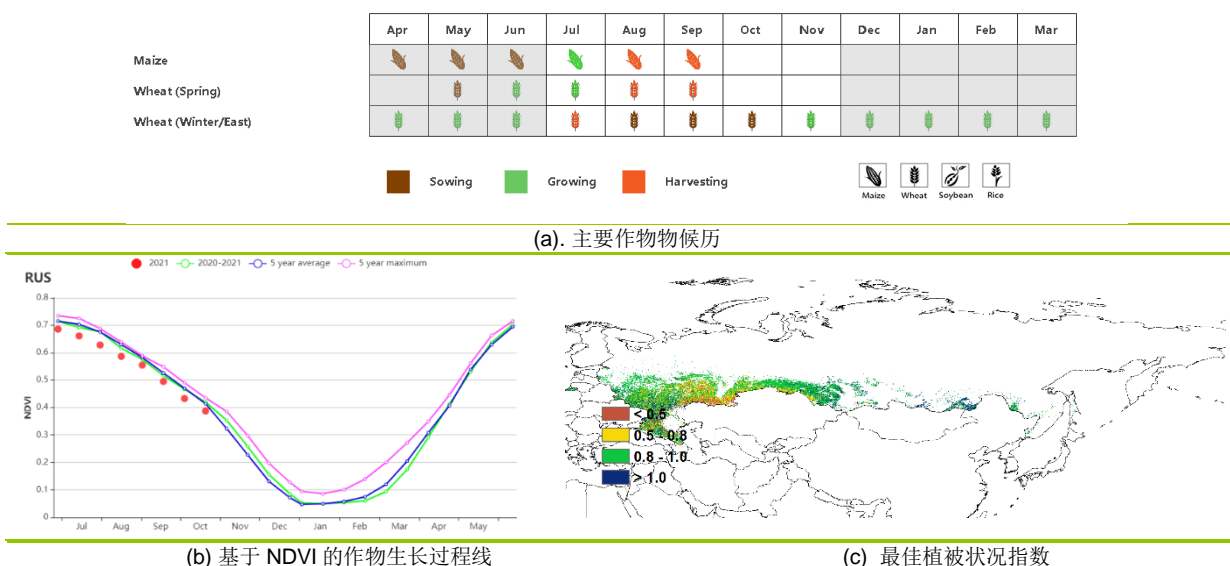 Apr May Jun Jul Aug Sep Oct Nov Dec Jan Feb Mar
Maize
Wheat (Spring)
Wheat (Winter/East)
Sowing Growing Harvesting
Maize Wheat Soybean Rice
(a). 主要作物物候历
2021 2020-2021 5 year average 5 year maximum
RUS
0.8
0.7
0.6
0.5
0.4
0.3
0.2
0.1
0
NDVI
Jul Aug Sep Oct Nov Dec Jan Feb Mar Apr May
< 0.5
0.5 - 0.8
0.8 - 1.0
> 1.0
(b) 基于 NDVI 的作物生长过程线
(c) 最佳植被状况指数